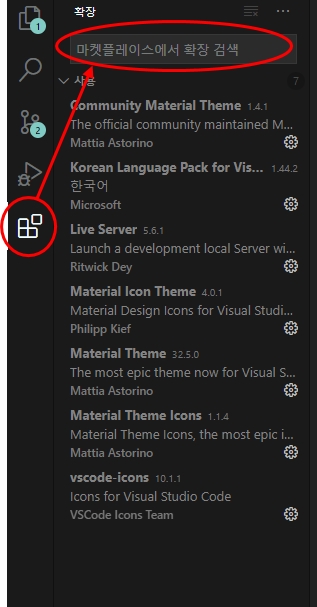 확장
1
마켓플레이스에서 확장 검색
사용
7
2
Community Material Theme 1.4.1
The official community maintained M...
Mattia Astorino
Korean Language Pack for Vis... 1.44.2
한국어
Microsoft
Live Server 5.6.1
Launch a development local Server wi...
Ritwick Dey
Material Icon Theme 4.0.1
Material Design Icons for Visual Studi...
Philipp Kief
Material Theme 32.5.0
The most epic theme now for Visual S...
Mattia Astorino
Material Theme Icons 1.1.4
Material Theme Icons, the most epic i...
Mattia Astorino
vscode-icons 10.1.1
Icons for Visual Studio Code
VSCode Icons Team